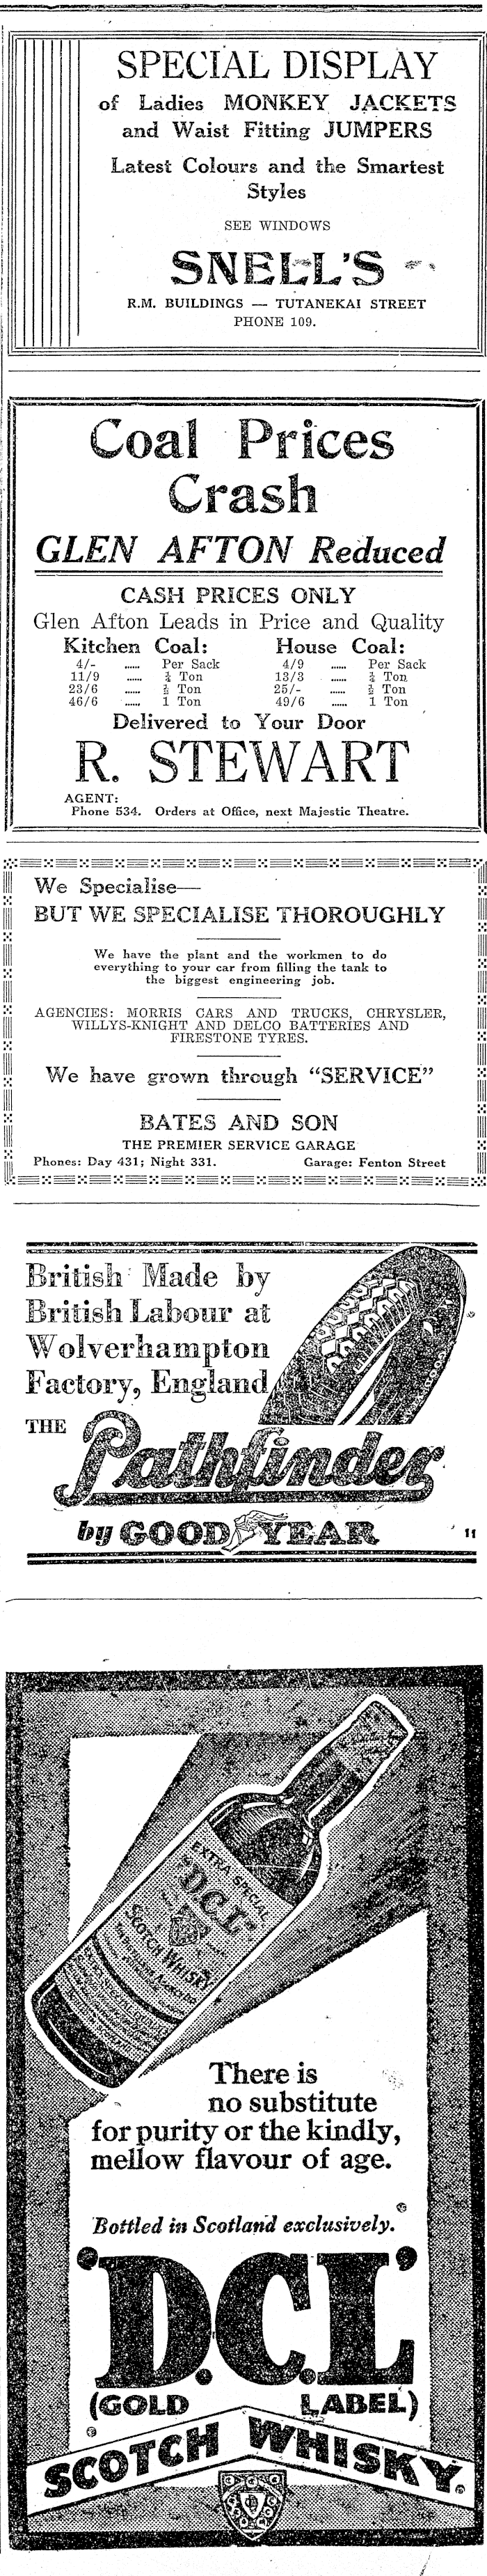 SPECIAL DISPLAY
of Ladies MONKEY JACKETS
and Waist Fitting JUMPERS
Latest Colours and the Smartest
Styles
SEE WINDOWS
SNELL'S
R.M. BUILDINGS — TUTANEKAI STREET
PHONE 109.
Coal Prices
Crash
GLEN AFTON Reduced
CASH PRICES ONLY
Glen Afton Leads in Price and Quality
Kitchen Coal: House Coal:
4/- ...... Per Sack 4/9 ...... Per Sack
11/9 ...... ¼ Ton 13/3 ...... ¼ Ton
23/6 ...... ½ Ton 25/- ...... ½ Ton
46/6 ...... 1 Ton 49/6 ...... 1 Ton
Delivered to Your Door
R. STEWART
AGENT:
Phone 534. Orders at Office, next Majestic Theatre.
We Specialise—
BUT WE SPECIALISE THOROUGHLY
We have the plant and the workmen to do
everything to your car from filling the tank to
the biggest engineering job.
AGENCIES: MORRIS CARS AND TRUCKS, CHRYSLER,
WILLYS-KNIGHT AND DELCO BATTERIES AND
FIRESTONE TYRES.
We have grown through "SERVICE"
BATES AND SON
THE PREMIER SERVICE GARAGE
Phones: Day 431; Night 331. Garage: Fenton Street
British Made by
British Labour at
Wolverhampton
Factory, England
THE
Pathfinder
by GOODYEAR
11
EXTRA SPECIAL
"D.C.L"
SCOTCH WHISKY
There is
no substitute
for purity or the kindly,
mellow flavour of age.
Bottled in Scotland exclusively.
'D.C.L'
(GOLD LABEL)
SCOTCH WHISKY.